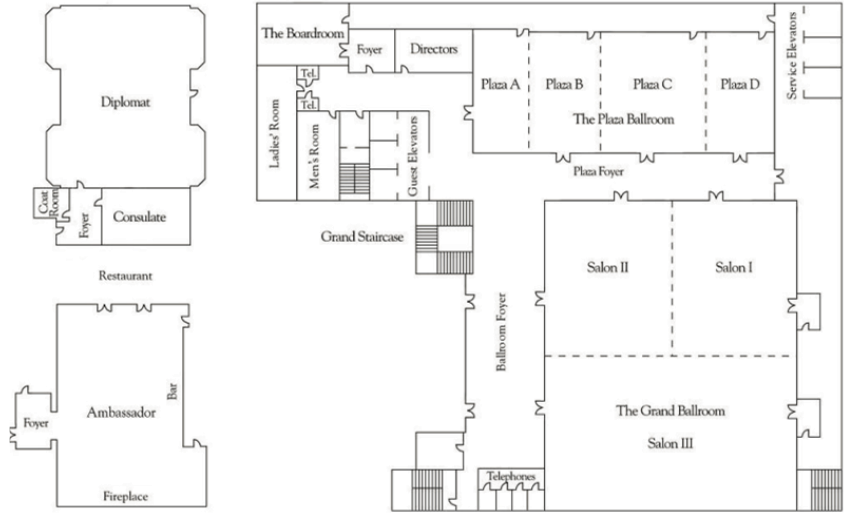 Diplomat
Coat
Room
Foyer
Consulate
Restaurant
Ambassador
Bar
Foyer
Fireplace
The Boardroom
Foyer
Directors
Tel.
Tel.
Ladies' Room
Men's Room
Guest Elevators
Grand Staircase
Plaza A
Plaza B
Plaza C
Plaza D
The Plaza Ballroom
Service Elevators
Plaza Foyer
Salon II
Salon I
Ballroom Foyer
The Grand Ballroom
Salon III
Telephones